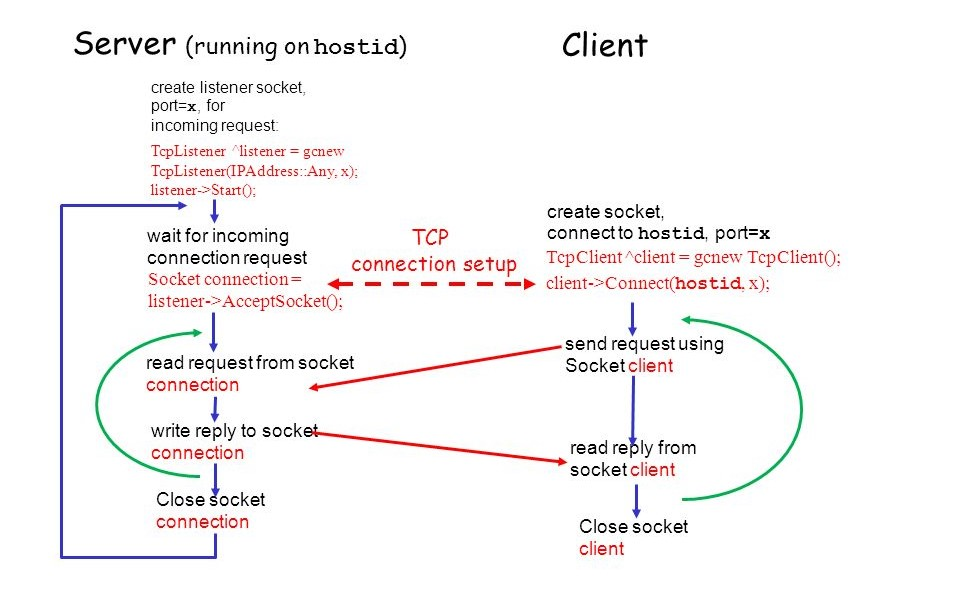 Server (running on hostid)
create listener socket,
port=x, for
incoming request:
TcpListener ^listener = gcnew
TcpListener(IPAddress::Any, x);
listener->Start();
wait for incoming
connection request
Socket connection =
listener->AcceptSocket();
read request from socket
connection
write reply to socket
connection
Close socket
connection
TCP
connection setup
Client
create socket,
connect to hostid, port=x
TcpClient ^client = gcnew TcpClient();
client->Connect(hostid, x);
send request using
Socket client
read reply from
socket client
Close socket
client